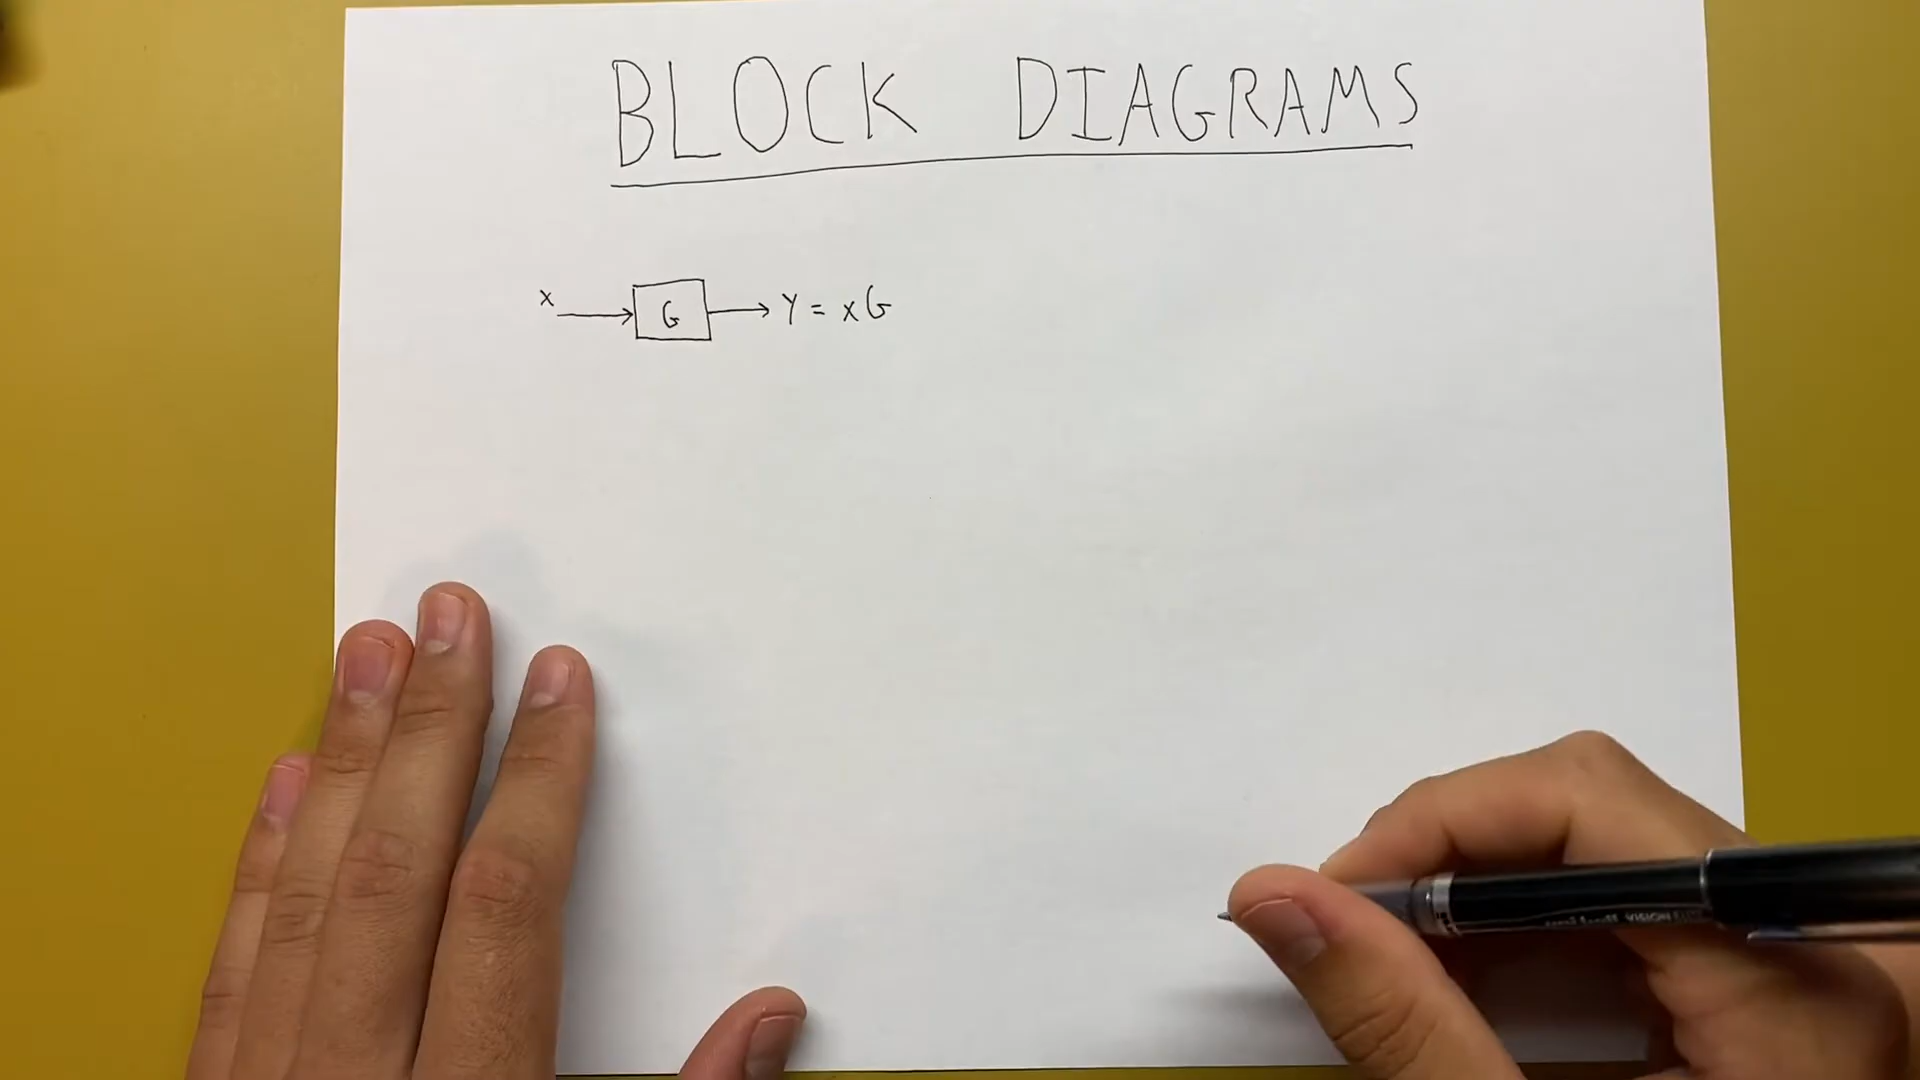 BLOCK DIAGRAMS
x G Y = xG